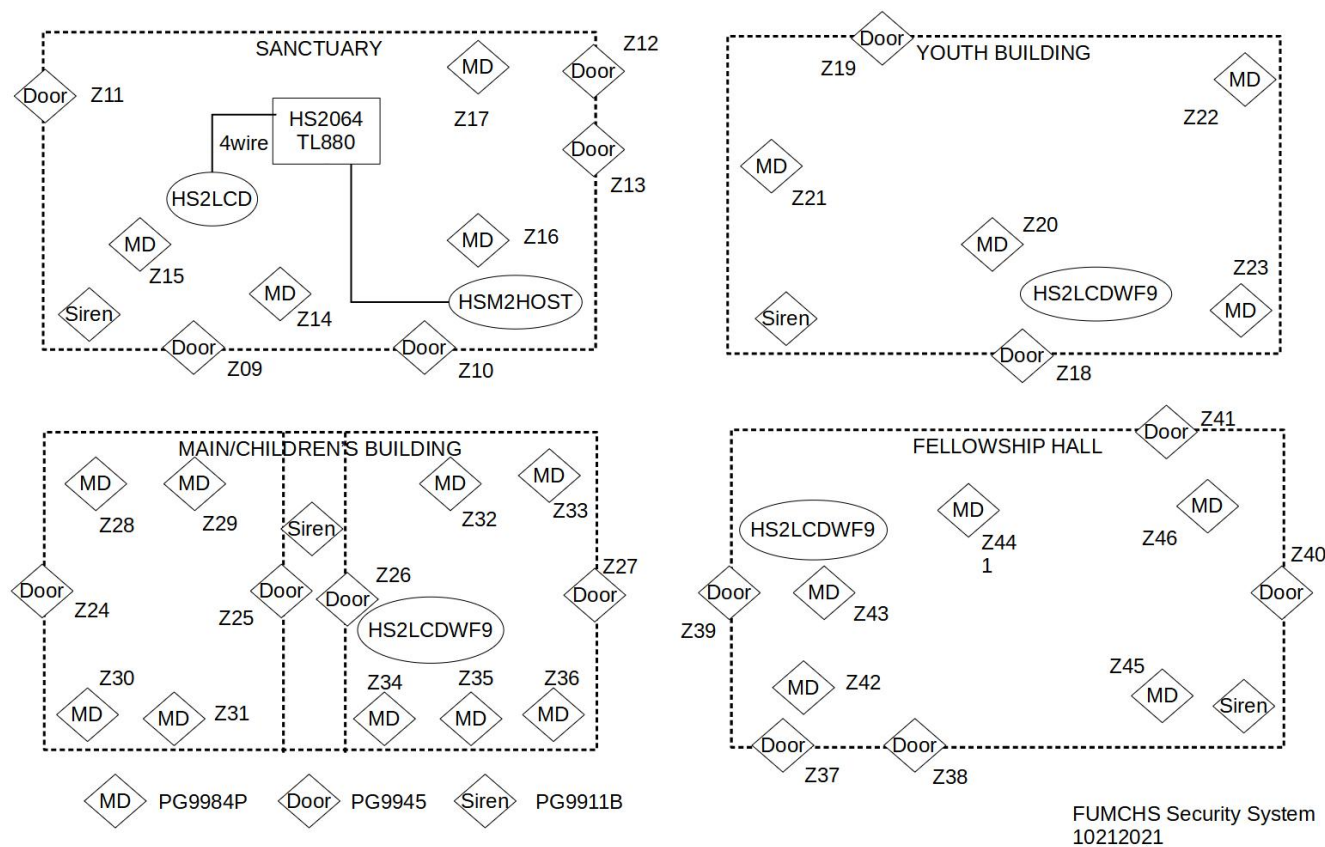 SANCTUARY
Door
Z11
MD
Z17
Door
Z12
HS2064
TL880
4wire
Door
Z13
HS2LCD
MD
Z15
MD
Z16
MD
Z14
HSM2HOST
Siren
Door
Z09
Door
Z10
YOUTH BUILDING
Door
Z19
MD
Z22
MD
Z21
MD
Z20
HS2LCDWF9
Z23
MD
Siren
Door
Z18
MAIN/CHILDREN'S BUILDING
MD
Z28
MD
Z29
Siren
MD
Z32
MD
Z33
Door
Z24
Door
Z25
Door
Z26
Z27
Door
HS2LCDWF9
Z30
MD
MD
Z31
Z34
MD
Z35
MD
Z36
MD
FELLOWSHIP HALL
Door
Z41
HS2LCDWF9
MD
Z44
1
MD
Z46
Z40
Door
Door
Z39
MD
Z43
MD
Z42
Z45
MD
Siren
Door
Z37
Door
Z38
MD PG9984P
Door PG9945
Siren PG9911B
FUMCHS Security System
10212021